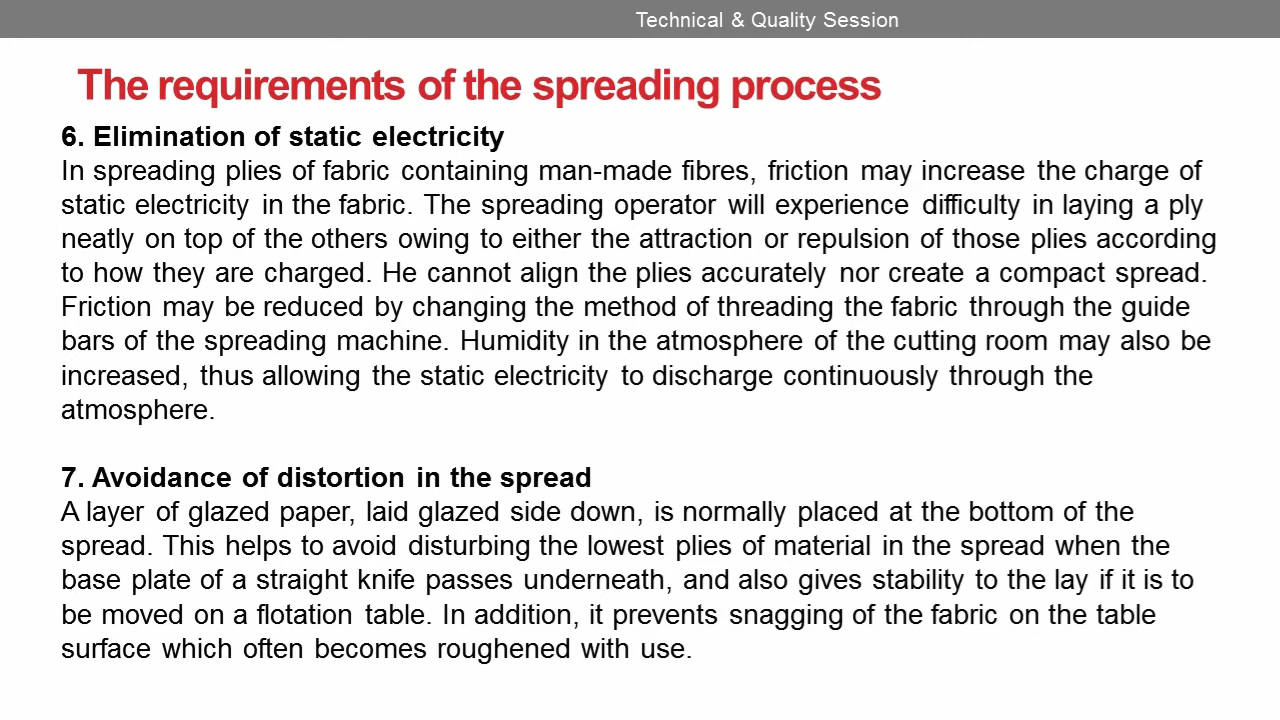 Technical & Quality Session
The requirements of the spreading process
6. Elimination of static electricity
In spreading plies of fabric containing man-made fibres, friction may increase the charge of
static electricity in the fabric. The spreading operator will experience difficulty in laying a ply
neatly on top of the others owing to either the attraction or repulsion of those plies according
to how they are charged. He cannot align the plies accurately nor create a compact spread.
Friction may be reduced by changing the method of threading the fabric through the guide
bars of the spreading machine. Humidity in the atmosphere of the cutting room may also be
increased, thus allowing the static electricity to discharge continuously through the
atmosphere.
7. Avoidance of distortion in the spread
A layer of glazed paper, laid glazed side down, is normally placed at the bottom of the
spread. This helps to avoid disturbing the lowest plies of material in the spread when the
base plate of a straight knife passes underneath, and also gives stability to the lay if it is to
be moved on a flotation table. In addition, it prevents snagging of the fabric on the table
surface which often becomes roughened with use.